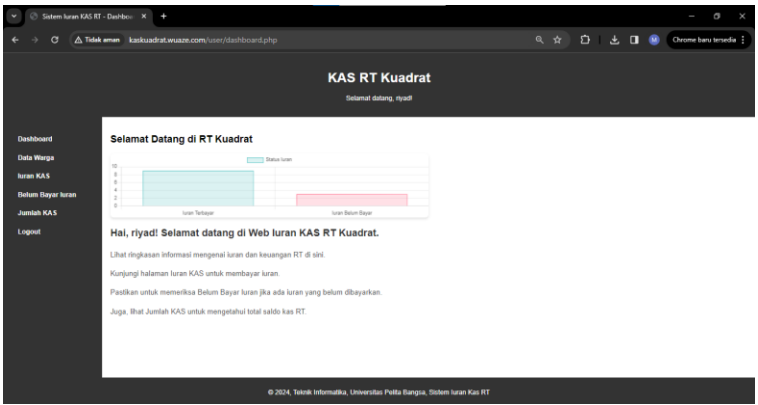 Sistem Iuran KAS RT - Dashboa
Tidak aman
kaskuadrat.wuaze.com/user/dashboard.php
M
Chrome baru tersedia
KAS RT Kuadrat
Selamat datang, riyad!
Dashboard
Data Warga
Iuran KAS
Belum Bayar Iuran
Jumlah KAS
Logout
Selamat Datang di RT Kuadrat
Status Iuran
10
8
6
4
2
0
Iuran Terbayar
Iuran Belum Bayar
Hai, riyad! Selamat datang di Web Iuran KAS RT Kuadrat.
Lihat ringkasan informasi mengenai iuran dan keuangan RT di sini.
Kunjungi halaman Iuran KAS untuk membayar iuran.
Pastikan untuk memeriksa Belum Bayar Iuran jika ada iuran yang belum dibayarkan.
Juga, lihat Jumlah KAS untuk mengetahui total saldo kas RT.
© 2024, Teknik Informatika, Universitas Pelita Bangsa, Sistem Iuran Kas RT